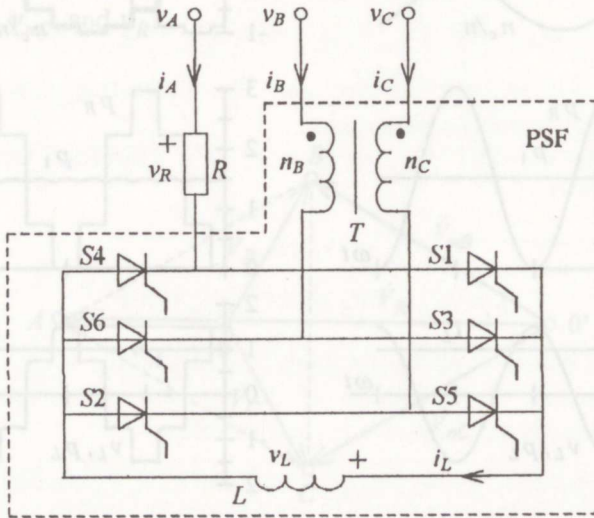 v_A v_B v_C
i_A i_B i_C
PSF
+
v_R R n_B n_C
T
S4 S1
S6 S3
S2 S5
v_L + i_L
L